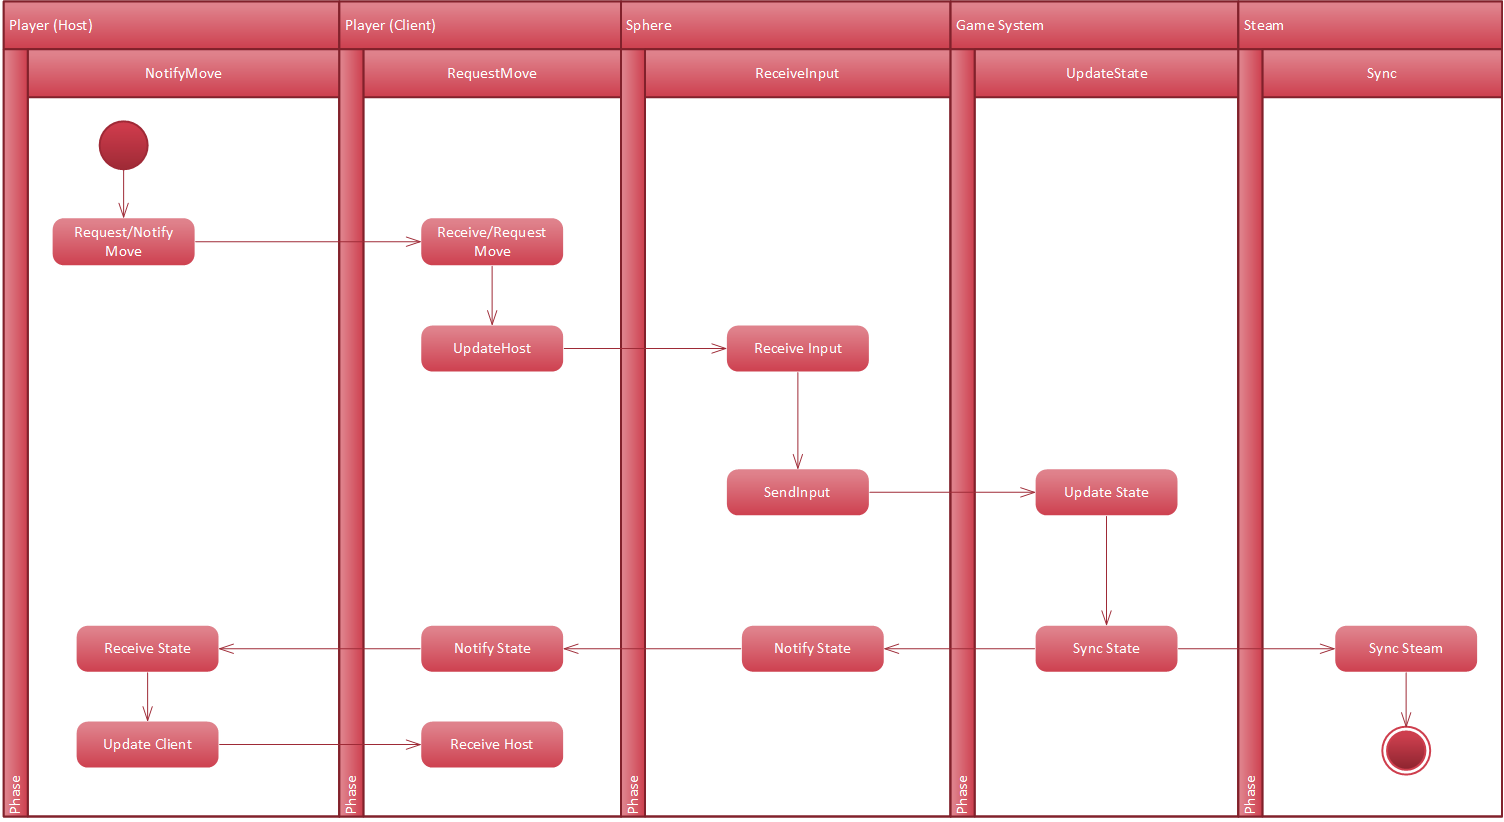 Player (Host)
Player (Client)
Sphere
Game System
Steam
NotifyMove
RequestMove
ReceiveInput
UpdateState
Sync
Request/Notify
Move
Receive/Request
Move
UpdateHost
Receive Input
SendInput
Update State
Receive State
Notify State
Notify State
Sync State
Sync Steam
Update Client
Receive Host
Phase
Phase
Phase
Phase
Phase